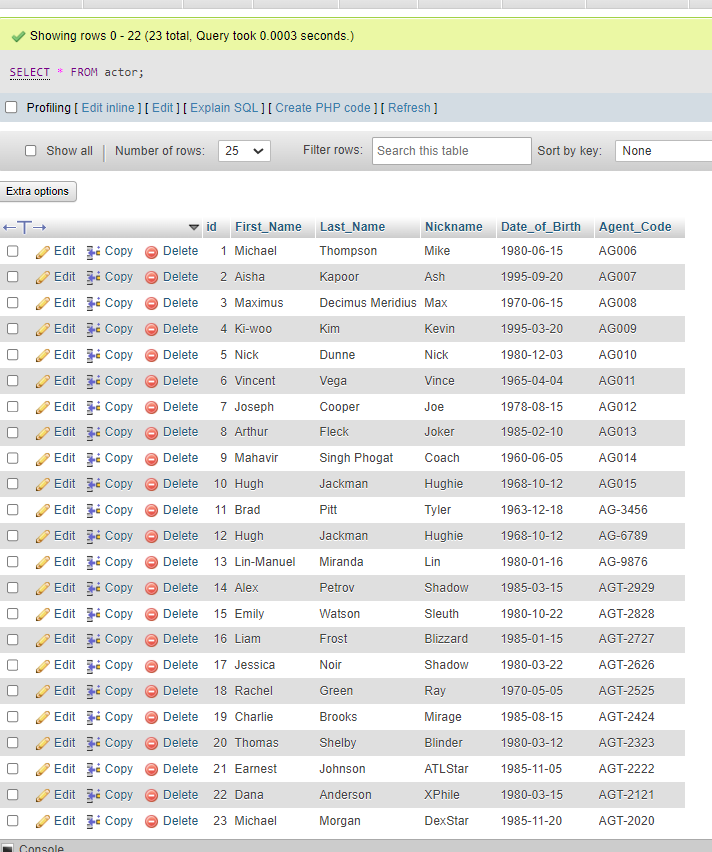 Showing rows 0 - 22 (23 total, Query took 0.0003 seconds.)
SELECT * FROM actor;
Profiling [ Edit inline ] [ Edit ] [ Explain SQL ] [ Create PHP code ] [ Refresh ]
Show all | Number of rows: 25 Filter rows: Search this table Sort by key: None
Extra options
←T→ id First_Name Last_Name Nickname Date_of_Birth Agent_Code
Edit Copy Delete 1 Michael Thompson Mike 1980-06-15 AG006
Edit Copy Delete 2 Aisha Kapoor Ash 1995-09-20 AG007
Edit Copy Delete 3 Maximus Decimus Meridius Max 1970-06-15 AG008
Edit Copy Delete 4 Ki-woo Kim Kevin 1995-03-20 AG009
Edit Copy Delete 5 Nick Dunne Nick 1980-12-03 AG010
Edit Copy Delete 6 Vincent Vega Vince 1965-04-04 AG011
Edit Copy Delete 7 Joseph Cooper Joe 1978-08-15 AG012
Edit Copy Delete 8 Arthur Fleck Joker 1985-02-10 AG013
Edit Copy Delete 9 Mahavir Singh Phogat Coach 1960-06-05 AG014
Edit Copy Delete 10 Hugh Jackman Hughie 1968-10-12 AG015
Edit Copy Delete 11 Brad Pitt Tyler 1963-12-18 AG-3456
Edit Copy Delete 12 Hugh Jackman Hughie 1968-10-12 AG-6789
Edit Copy Delete 13 Lin-Manuel Miranda Lin 1980-01-16 AG-9876
Edit Copy Delete 14 Alex Petrov Shadow 1985-03-15 AGT-2929
Edit Copy Delete 15 Emily Watson Sleuth 1980-10-22 AGT-2828
Edit Copy Delete 16 Liam Frost Blizzard 1985-01-15 AGT-2727
Edit Copy Delete 17 Jessica Noir Shadow 1980-03-22 AGT-2626
Edit Copy Delete 18 Rachel Green Ray 1970-05-05 AGT-2525
Edit Copy Delete 19 Charlie Brooks Mirage 1985-08-15 AGT-2424
Edit Copy Delete 20 Thomas Shelby Blinder 1980-03-12 AGT-2323
Edit Copy Delete 21 Earnest Johnson ATLStar 1985-11-05 AGT-2222
Edit Copy Delete 22 Dana Anderson XPhile 1980-03-15 AGT-2121
Edit Copy Delete 23 Michael Morgan DexStar 1985-11-20 AGT-2020
Console